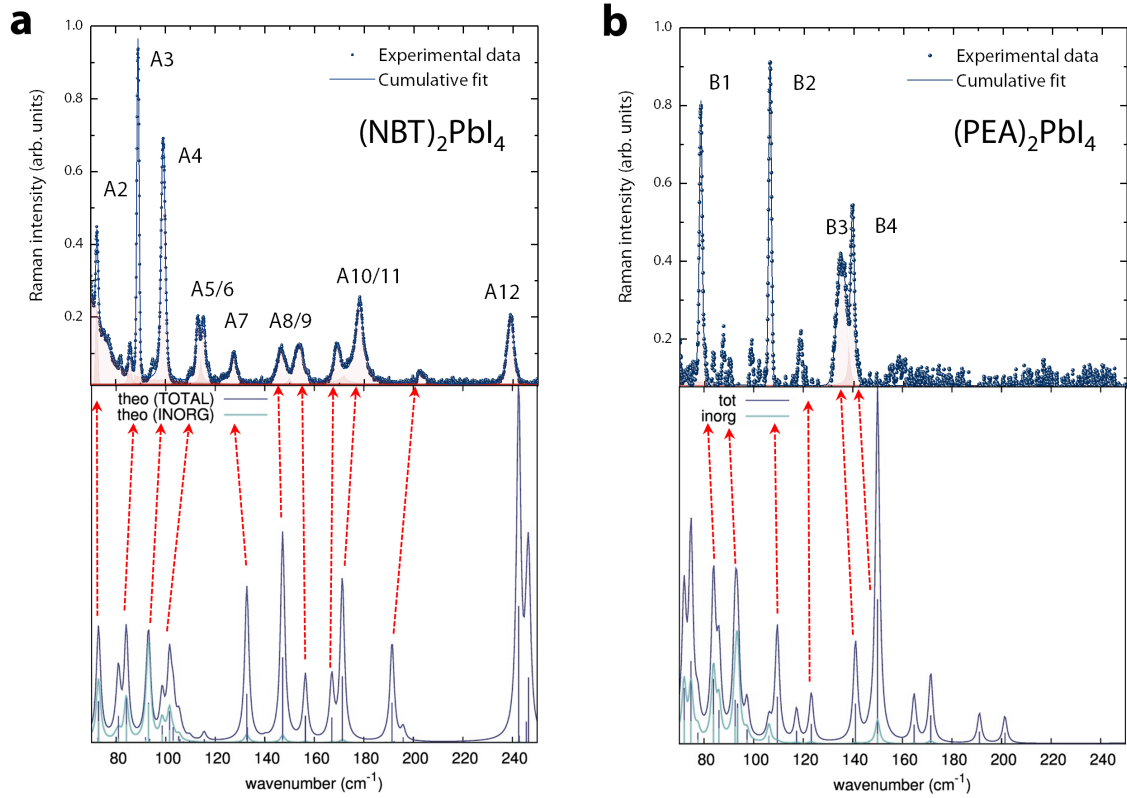 a
1.0
0.8
0.6
0.4
0.2
Raman intensity (arb. units)
Experimental data
Cumulative fit
(NBT)2PbI4
A2
A3
A4
A5/6
A7
A8/9
A10/11
A12
theo (TOTAL)
theo (INORG)
80 100 120 140 160 180 200 220 240
wavenumber (cm-1)
b
1.0
0.8
0.6
0.4
0.2
Raman intensity (arb. units)
Experimental data
Cumulative fit
(PEA)2PbI4
B1
B2
B3
B4
tot
inorg
80 100 120 140 160 180 200 220 240
wavenumber (cm-1)